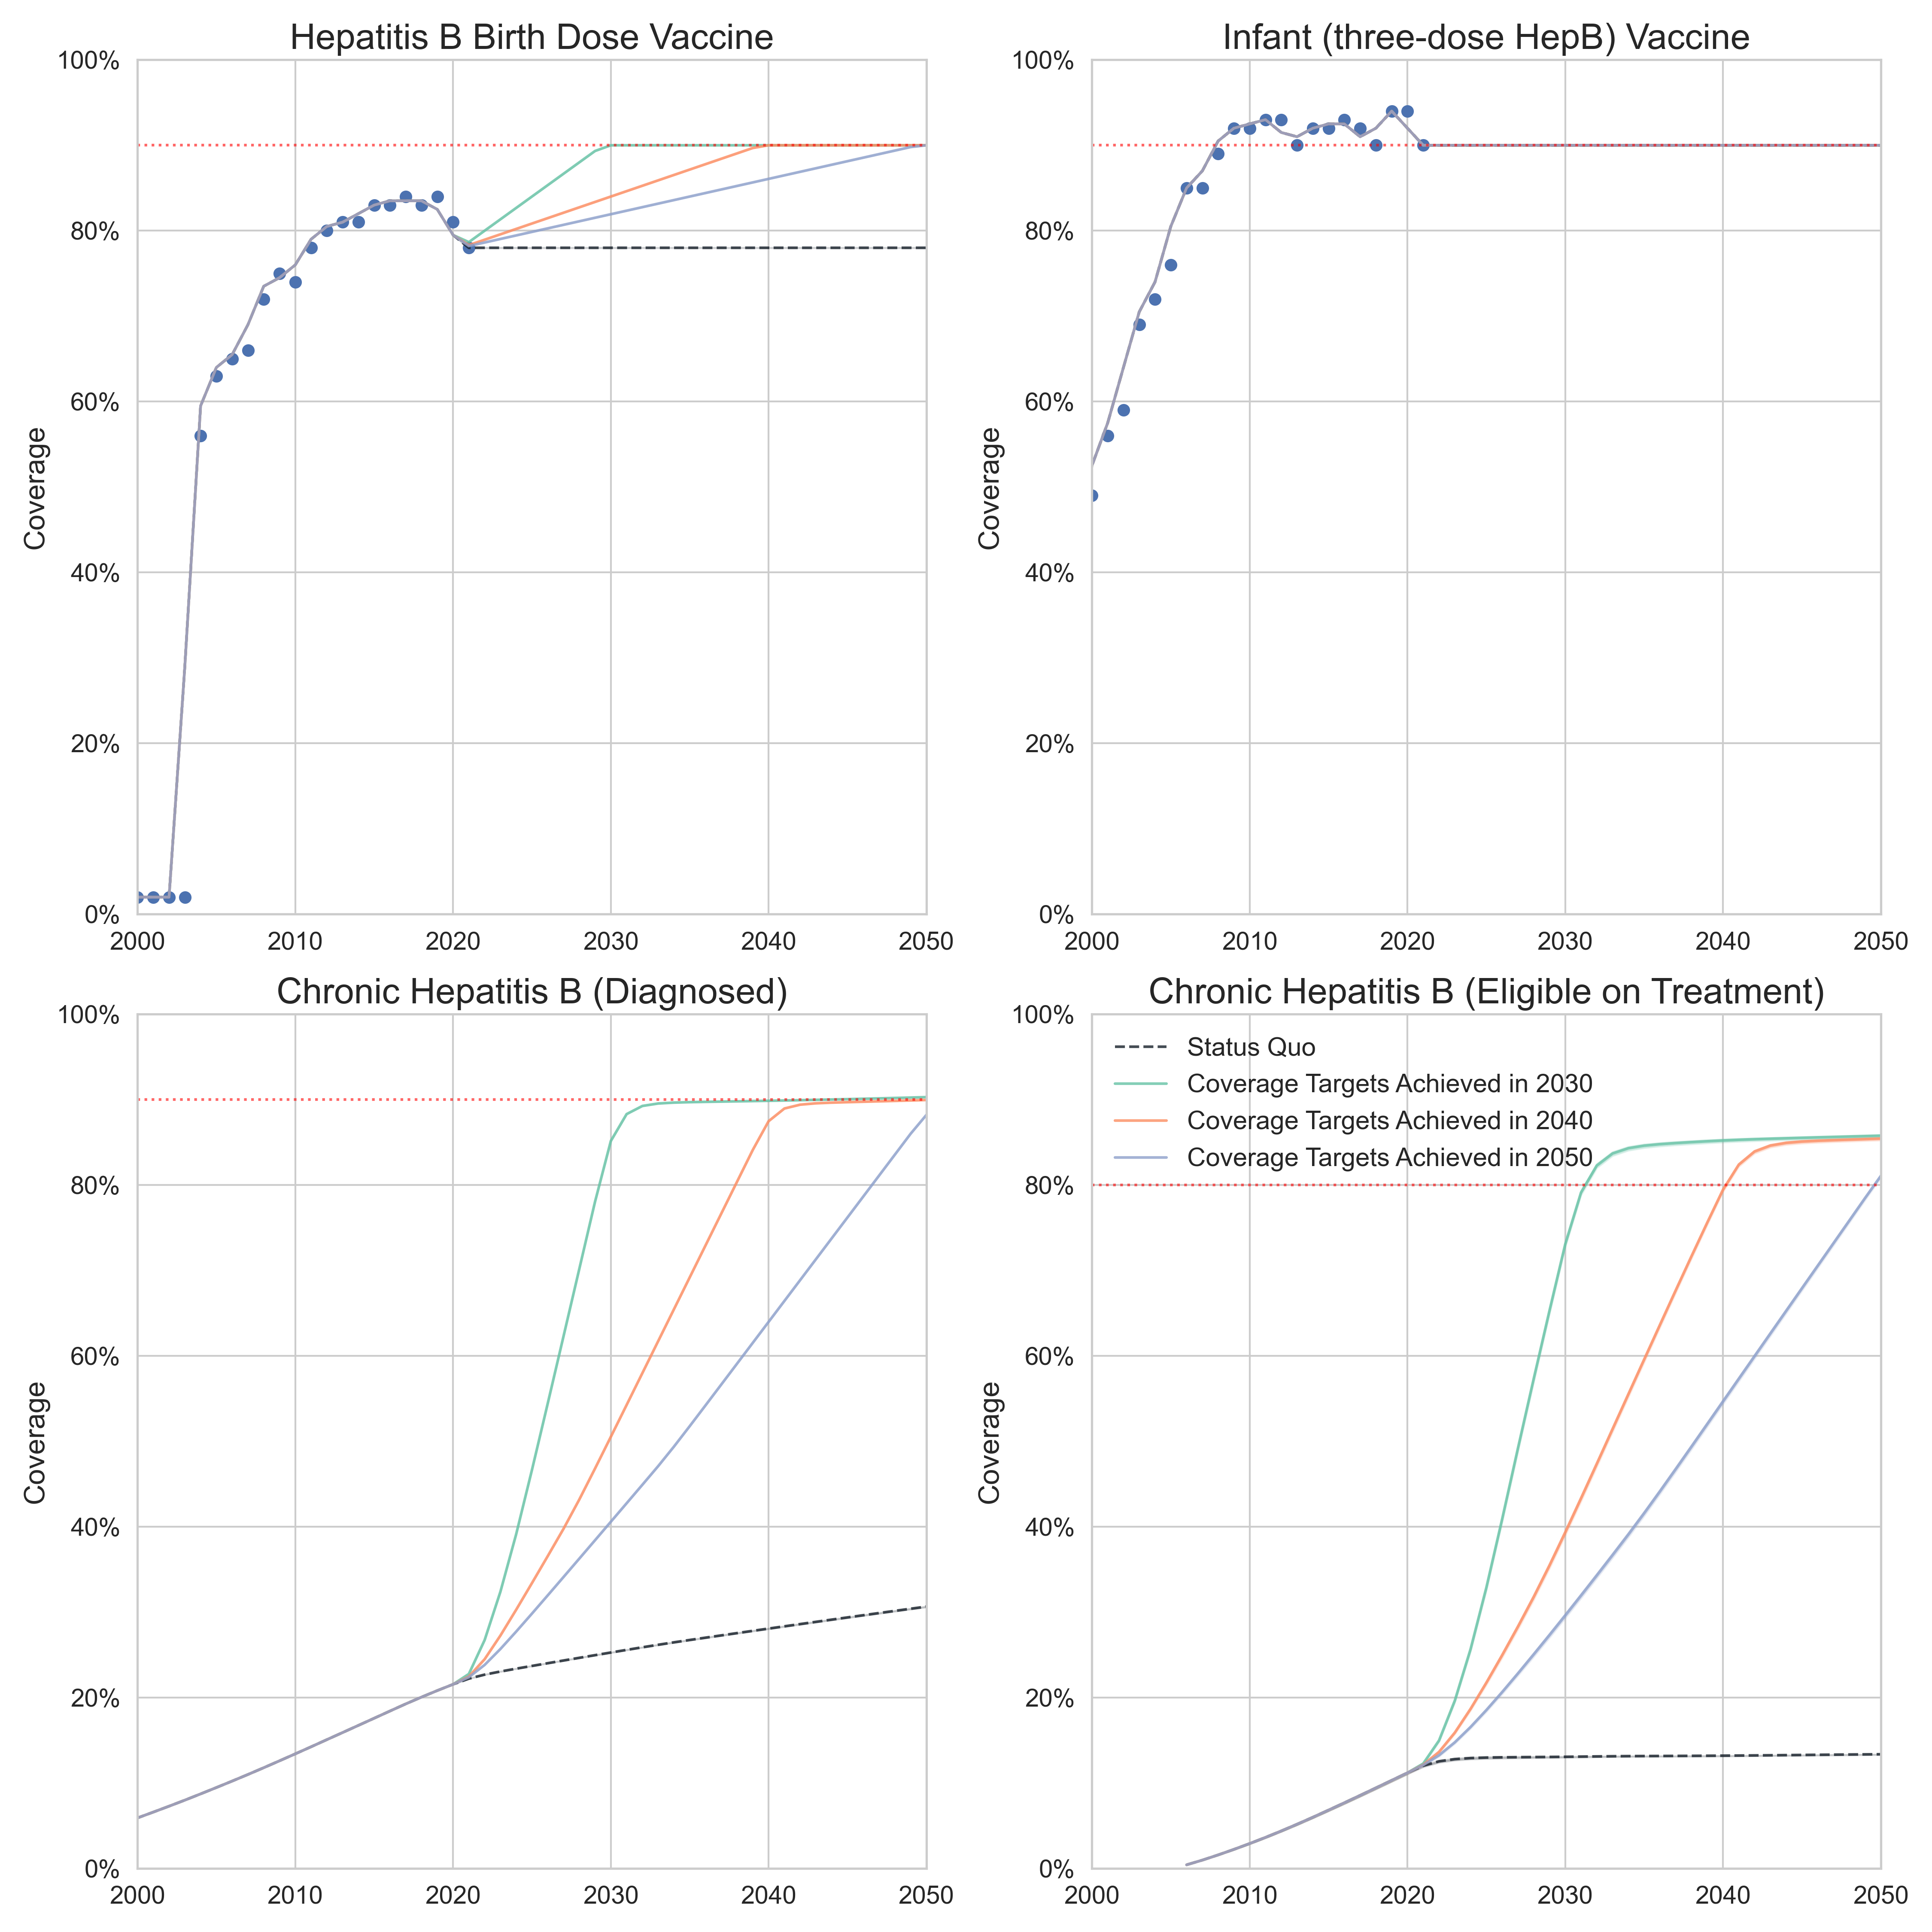 Hepatitis B Birth Dose Vaccine
100%
80%
60%
40%
20%
0%
Coverage
2000 2010 2020 2030 2040 2050
Infant (three-dose HepB) Vaccine
100%
80%
60%
40%
20%
0%
Coverage
2000 2010 2020 2030 2040 2050
Chronic Hepatitis B (Diagnosed)
100%
80%
60%
40%
20%
0%
Coverage
2000 2010 2020 2030 2040 2050
Chronic Hepatitis B (Eligible on Treatment)
100%
80%
60%
40%
20%
0%
Coverage
Status Quo
Coverage Targets Achieved in 2030
Coverage Targets Achieved in 2040
Coverage Targets Achieved in 2050
2000 2010 2020 2030 2040 2050